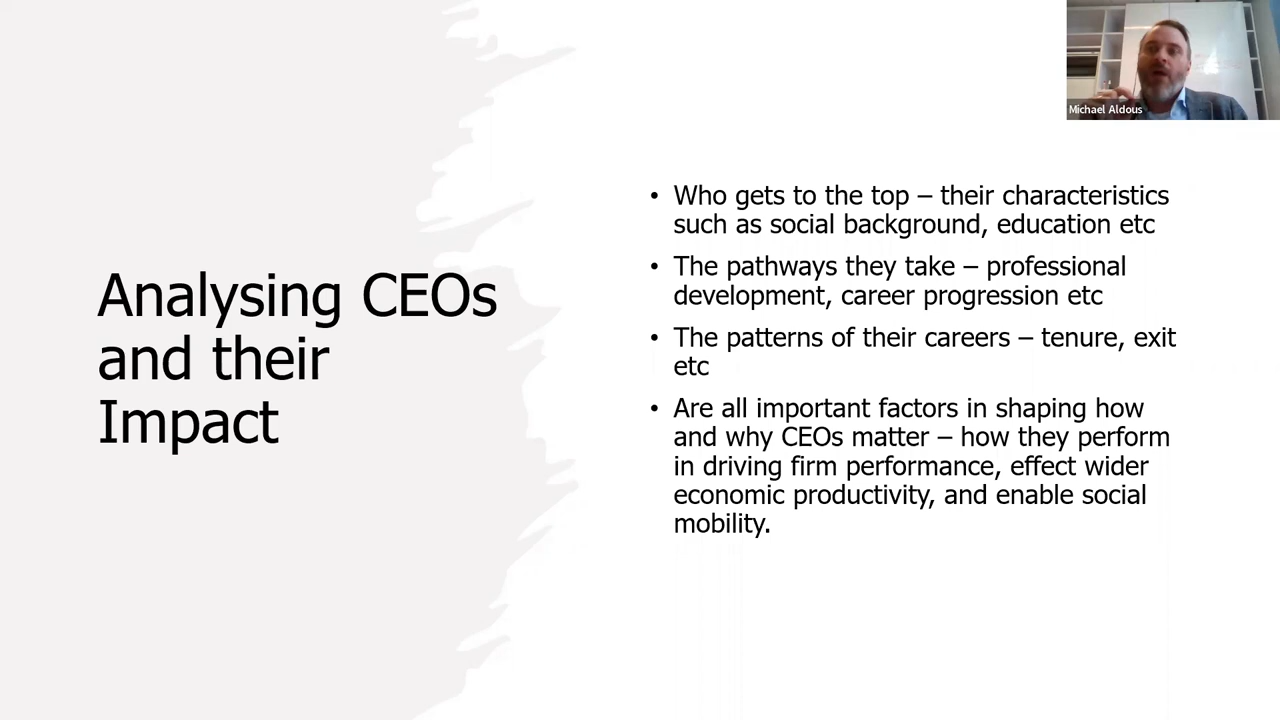 Michael Aldous
Analysing CEOs
and their
Impact
• Who gets to the top – their characteristics
such as social background, education etc
• The pathways they take – professional
development, career progression etc
• The patterns of their careers – tenure, exit
etc
• Are all important factors in shaping how
and why CEOs matter – how they perform
in driving firm performance, effect wider
economic productivity, and enable social
mobility.